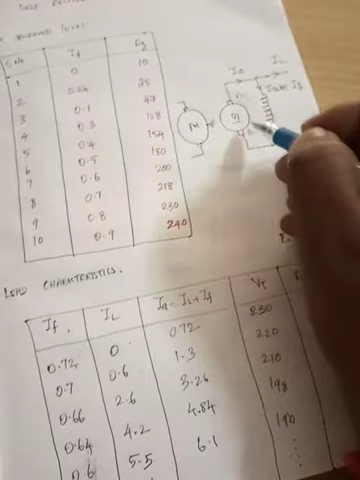 SELF
S.No If Eg
1 0 10
2 0.04 25
3 0.1 47
4 0.3 128
5 0.4 154
6 0.5 180
7 0.6 200
8 0.7 218
9 0.8 230
10 0.9 240
Ia IL
If
M G
LOAD CHARACTERISTICS.
If. IL Ia = IL + If VT
0.72 0 0.72 230
0.7 0.6 1.3 220
0.66 2.6 3.26 210
0.64 4.2 4.84 198
0.6 5.5 6.1 190